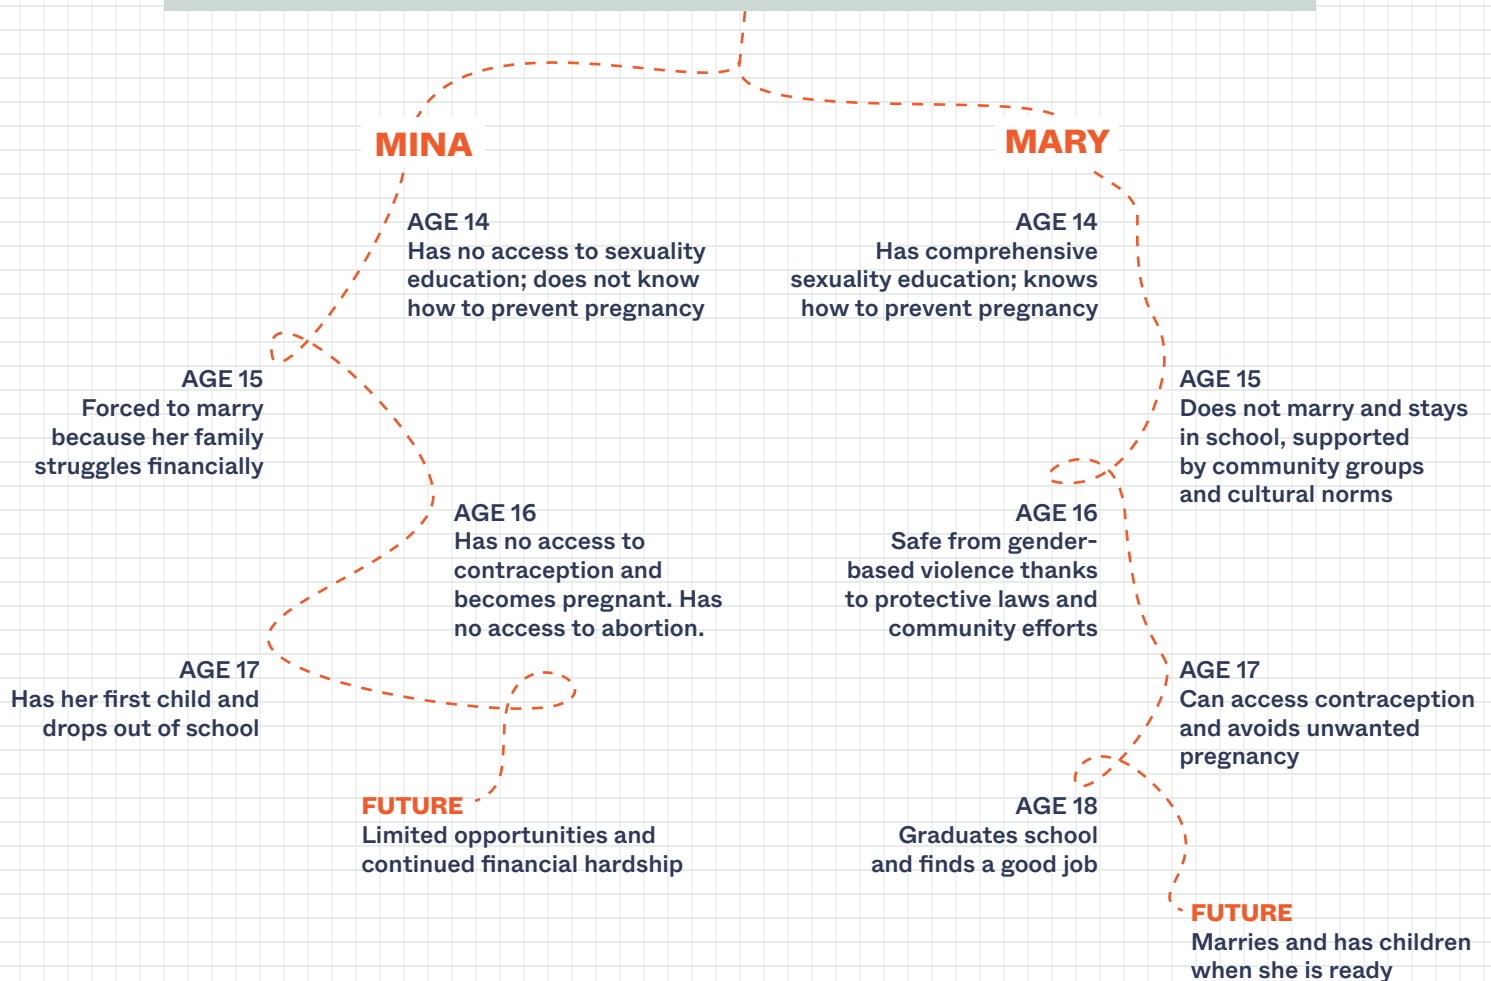 MINA
AGE 14
Has no access to sexuality
education; does not know
how to prevent pregnancy
AGE 15
Forced to marry
because her family
struggles financially
AGE 16
Has no access to
contraception and
becomes pregnant. Has
no access to abortion.
AGE 17
Has her first child and
drops out of school
FUTURE
Limited opportunities and
continued financial hardship
MARY
AGE 14
Has comprehensive
sexuality education; knows
how to prevent pregnancy
AGE 15
Does not marry and stays
in school, supported
by community groups
and cultural norms
AGE 16
Safe from gender-
based violence thanks
to protective laws and
community efforts
AGE 17
Can access contraception
and avoids unwanted
pregnancy
AGE 18
Graduates school
and finds a good job
FUTURE
Marries and has children
when she is ready